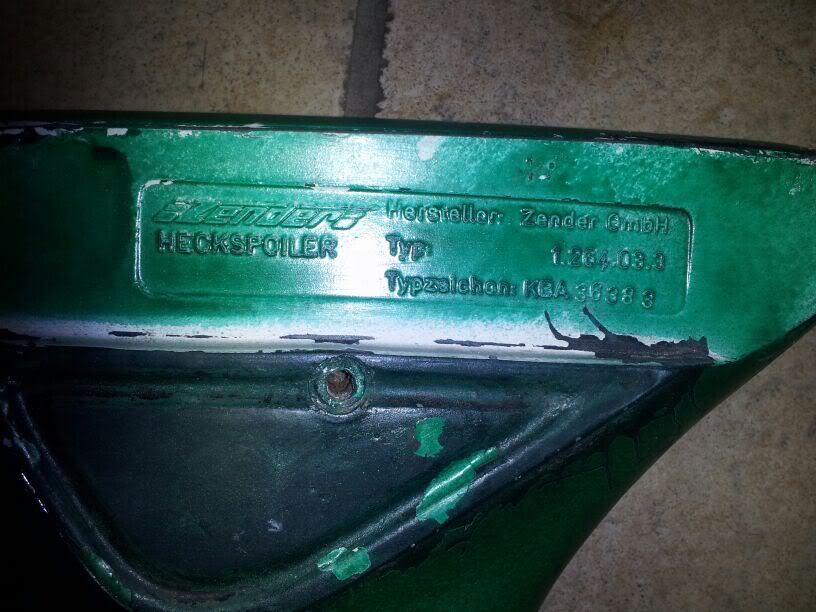 Zender
HECKSPOILER
Hersteller: Zender GmbH
Typ: 1.264.03.3
Typzeichen: KBA 36383